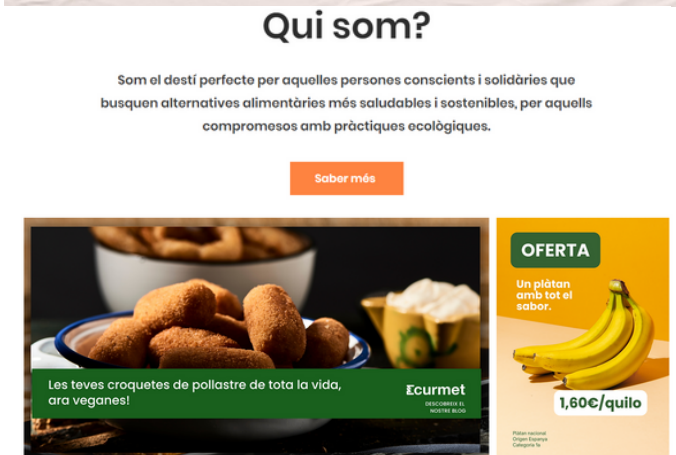 Qui som?
Som el destí perfecte per aquelles persones conscients i solidàries que
busquen alternatives alimentàries més saludables i sostenibles, per aquells
compromesos amb pràctiques ecològiques.
Saber més
Les teves croquetes de pollastre de tota la vida,
ara veganes!
Ecurmet
DESCOBREIX EL
NOSTRE BLOG
OFERTA
Un plàtan
amb tot el
sabor.
1,60€/quilo
Plàtan nacional
Origen Espanya
Categoria 1a